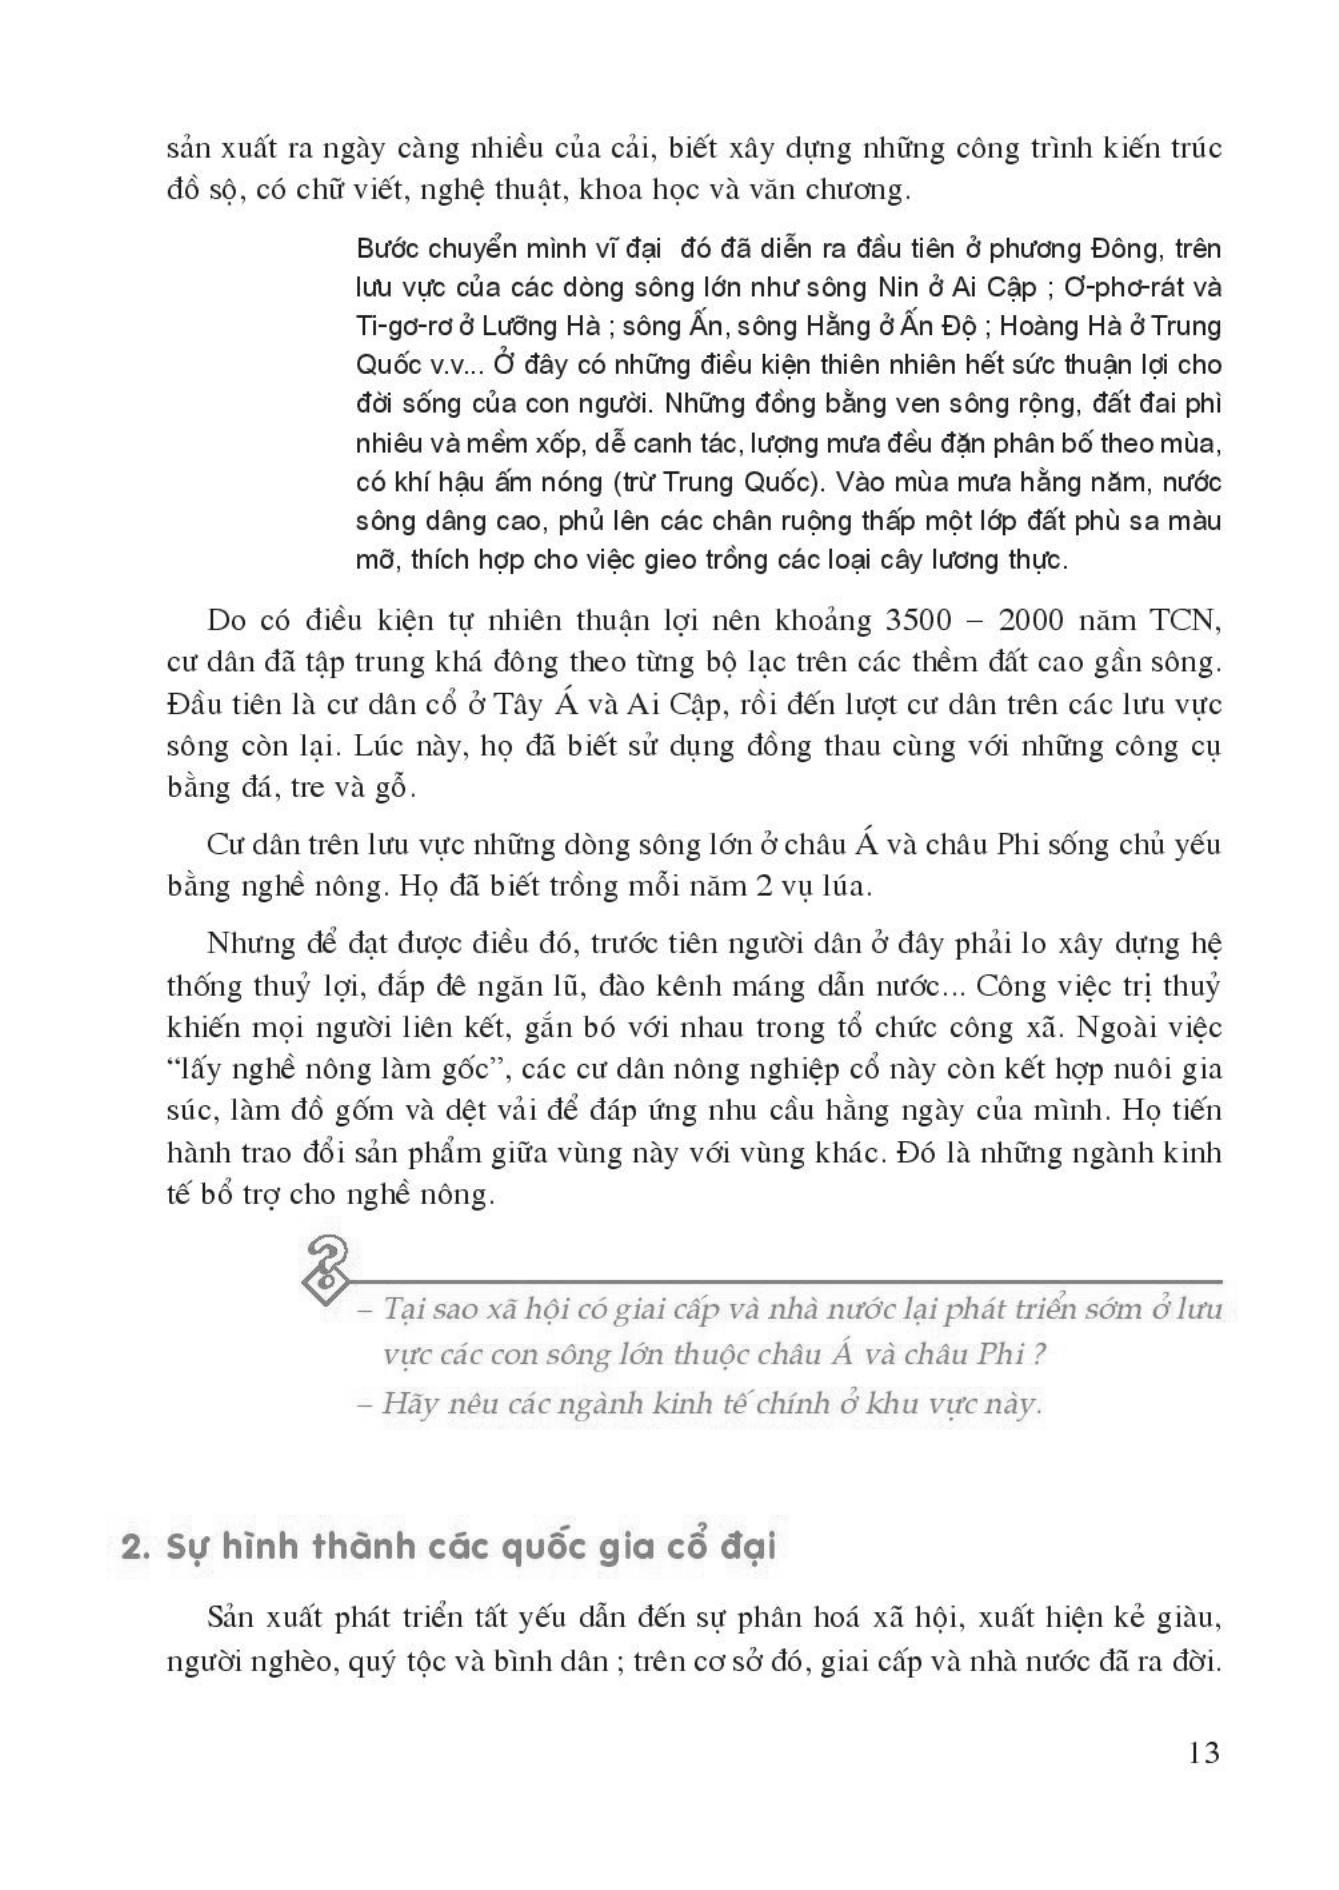 sản xuất ra ngày càng nhiều của cải, biết xây dựng những công trình kiến trúc
đồ sộ, có chữ viết, nghệ thuật, khoa học và văn chương.
Bước chuyển mình vĩ đại đó đã diễn ra đầu tiên ở phương Đông, trên
lưu vực của các dòng sông lớn như sông Nin ở Ai Cập ; Ơ-phơ-rát và
Ti-gơ-rơ ở Lưỡng Hà ; sông Ấn, sông Hằng ở Ấn Độ ; Hoàng Hà ở Trung
Quốc v.v... Ở đây có những điều kiện thiên nhiên hết sức thuận lợi cho
đời sống của con người. Những đồng bằng ven sông rộng, đất đai phì
nhiêu và mềm xốp, dễ canh tác, lượng mưa đều đặn phân bố theo mùa,
có khí hậu ấm nóng (trừ Trung Quốc). Vào mùa mưa hằng năm, nước
sông dâng cao, phủ lên các chân ruộng thấp một lớp đất phù sa màu
mỡ, thích hợp cho việc gieo trồng các loại cây lương thực.
Do có điều kiện tự nhiên thuận lợi nên khoảng 3500 – 2000 năm TCN,
cư dân đã tập trung khá đông theo từng bộ lạc trên các thềm đất cao gần sông.
Đầu tiên là cư dân cổ ở Tây Á và Ai Cập, rồi đến lượt cư dân trên các lưu vực
sông còn lại. Lúc này, họ đã biết sử dụng đồng thau cùng với những công cụ
bằng đá, tre và gỗ.
Cư dân trên lưu vực những dòng sông lớn ở châu Á và châu Phi sống chủ yếu
bằng nghề nông. Họ đã biết trồng mỗi năm 2 vụ lúa.
Nhưng để đạt được điều đó, trước tiên người dân ở đây phải lo xây dựng hệ
thống thuỷ lợi, đắp đê ngăn lũ, đào kênh máng dẫn nước... Công việc trị thuỷ
khiến mọi người liên kết, gắn bó với nhau trong tổ chức công xã. Ngoài việc
“lấy nghề nông làm gốc”, các cư dân nông nghiệp cổ này còn kết hợp nuôi gia
súc, làm đồ gốm và dệt vải để đáp ứng nhu cầu hằng ngày của mình. Họ tiến
hành trao đổi sản phẩm giữa vùng này với vùng khác. Đó là những ngành kinh
tế bổ trợ cho nghề nông.
?
– Tại sao xã hội có giai cấp và nhà nước lại phát triển sớm ở lưu
vực các con sông lớn thuộc châu Á và châu Phi ?
– Hãy nêu các ngành kinh tế chính ở khu vực này.
2. Sự hình thành các quốc gia cổ đại
Sản xuất phát triển tất yếu dẫn đến sự phân hoá xã hội, xuất hiện kẻ giàu,
người nghèo, quý tộc và bình dân ; trên cơ sở đó, giai cấp và nhà nước đã ra đời.
13